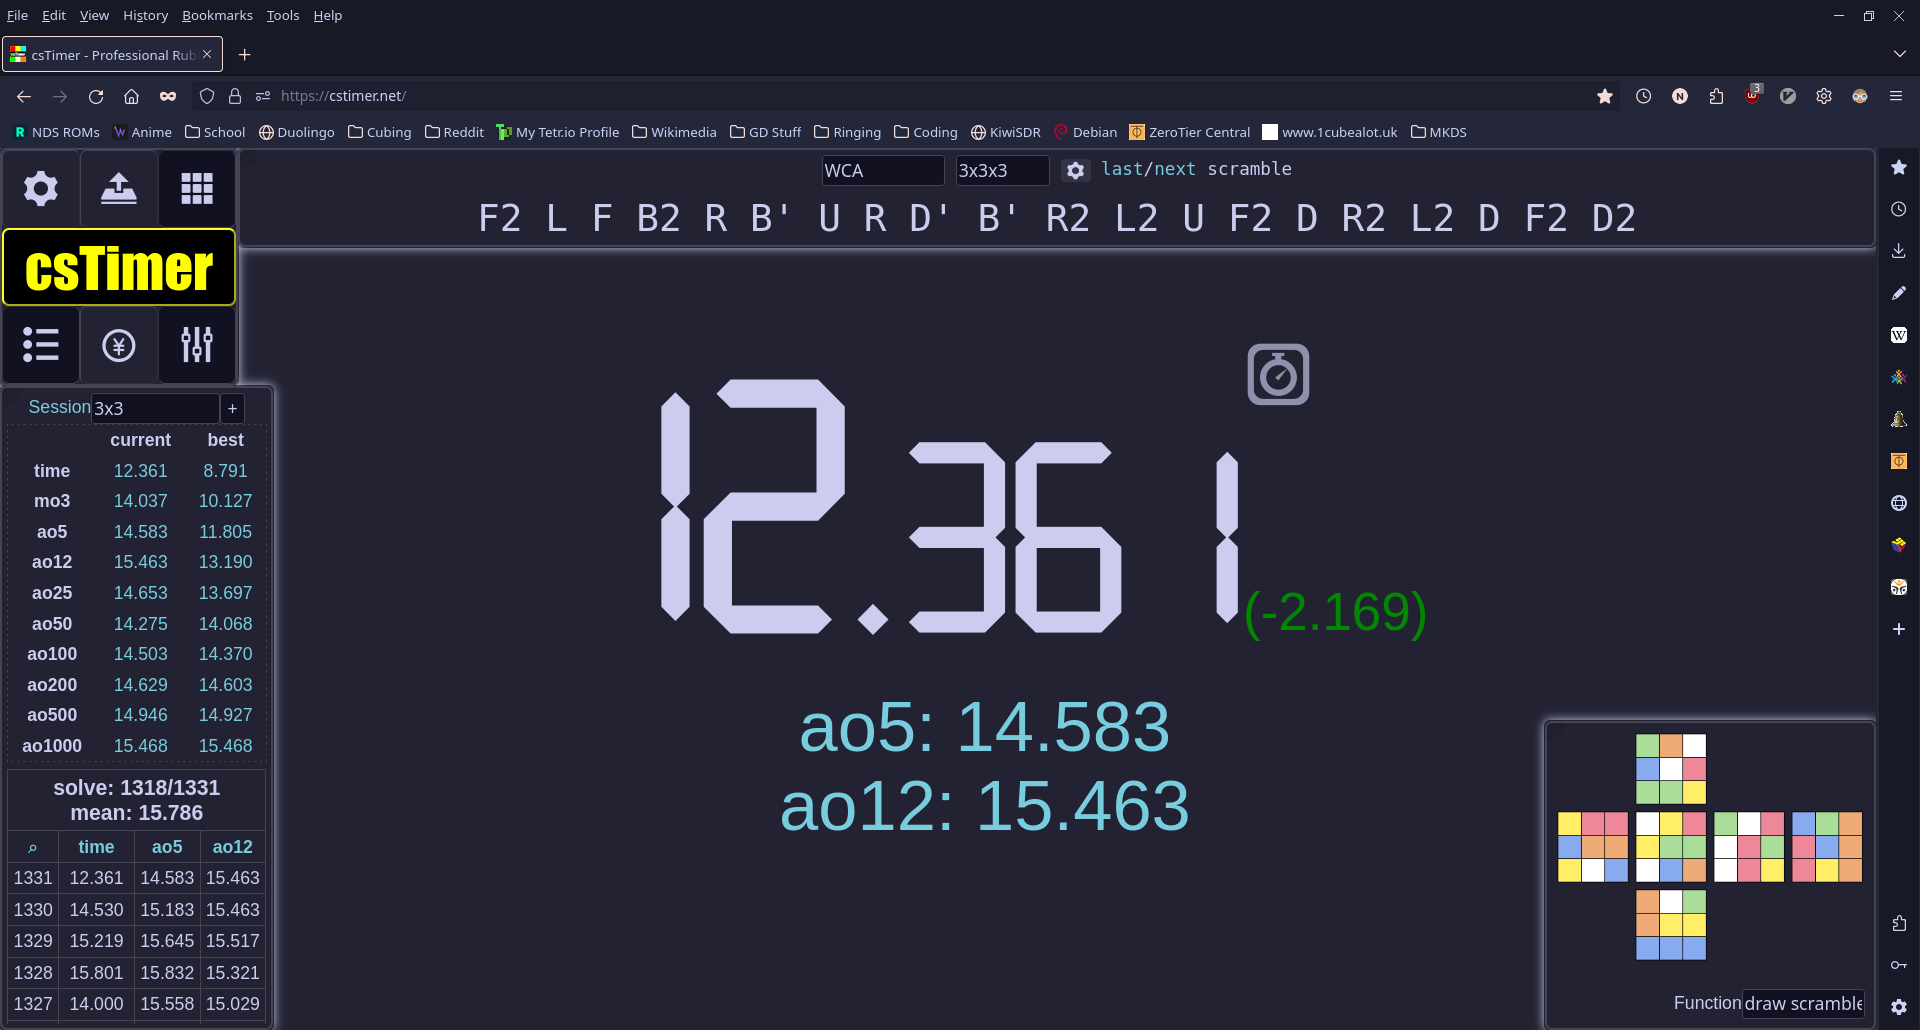 File Edit View History Bookmarks Tools Help
csTimer - Professional Rub
https://cstimer.net/
3
N
NDS ROMs Anime School Duolingo Cubing Reddit My Tetr.io Profile Wikimedia GD Stuff Ringing Coding KiwiSDR Debian ZeroTier Central www.1cubealot.uk MKDS
WCA 3x3x3 last/next scramble
F2 L F B2 R B' U R D' B' R2 L2 U F2 D R2 L2 D F2 D2
csTimer
Session 3x3 +
current best
time 12.361 8.791
mo3 14.037 10.127
ao5 14.583 11.805
ao12 15.463 13.190
ao25 14.653 13.697
ao50 14.275 14.068
ao100 14.503 14.370
ao200 14.629 14.603
ao500 14.946 14.927
ao1000 15.468 15.468
solve: 1318/1331
mean: 15.786
time ao5 ao12
1331 12.361 14.583 15.463
1330 14.530 15.183 15.463
1329 15.219 15.645 15.517
1328 15.801 15.832 15.321
1327 14.000 15.558 15.029
12.361
(-2.169)
ao5: 14.583
ao12: 15.463
Function draw scramble
W